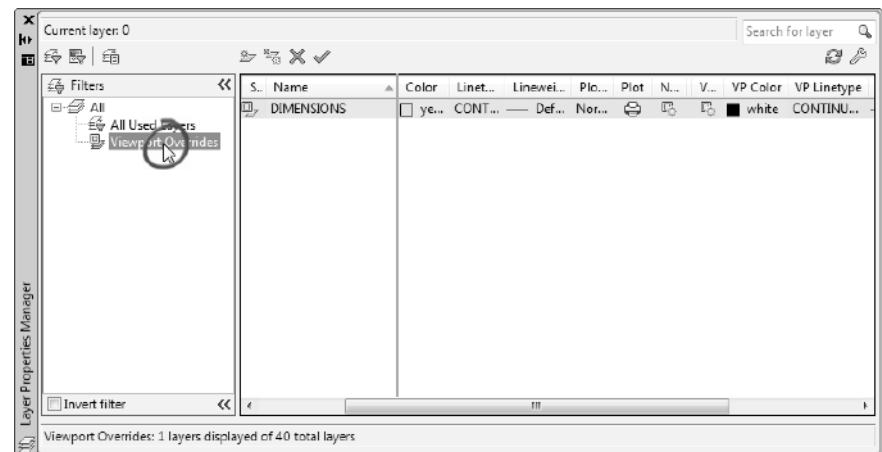 Current layer: 0
Search for layer
Filters
S.. Name Color Linet... Linewei... Plo... Plot N... V... VP Color VP Linetype
All
DIMENSIONS ye... CONT... Def... Nor... white CONTINU...
All Used Layers
Viewport Overrides
Invert filter
Layer Properties Manager
Viewport Overrides: 1 layers displayed of 40 total layers